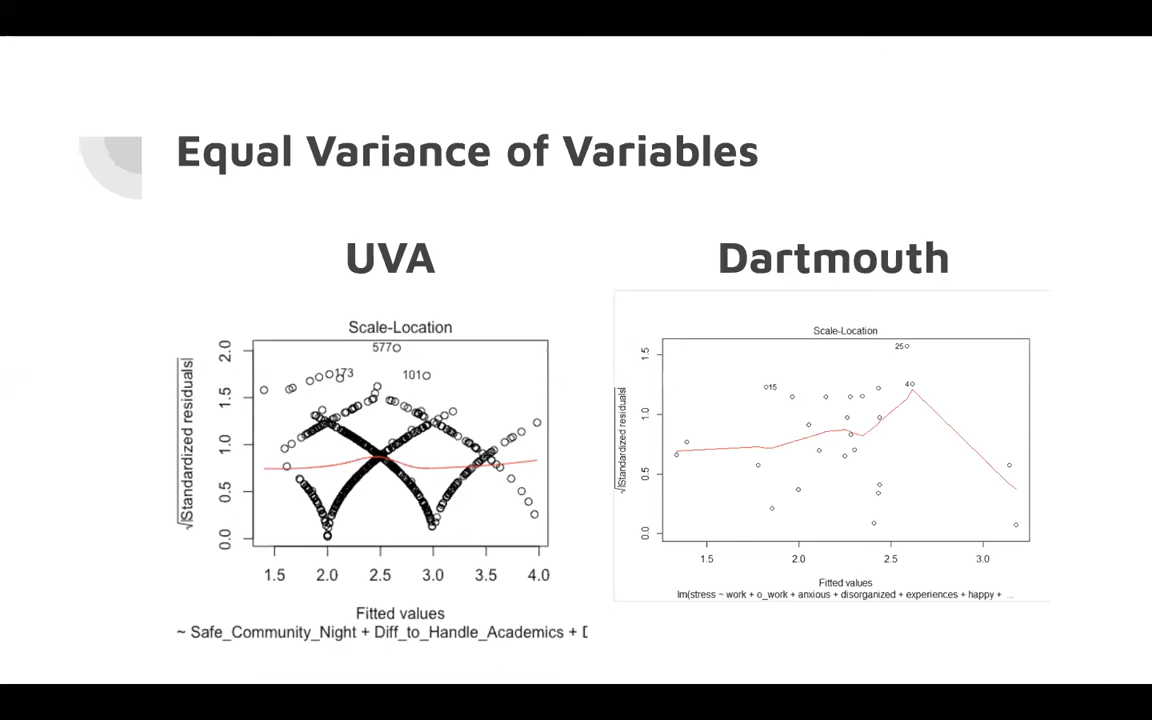 Equal Variance of Variables
UVA
Dartmouth
Scale-Location
√|Standardized residuals|
2.0
1.5
1.0
0.5
0.0
577
173
101
1.5 2.0 2.5 3.0 3.5 4.0
Fitted values
~ Safe_Community_Night + Diff_to_Handle_Academics + D
Scale-Location
√|Standardized residuals|
1.5
1.0
0.5
0.0
25
4
15
1.5 2.0 2.5 3.0
Fitted values
lm(stress ~ work + o_work + anxious + disorganized + experiences + happy + ...